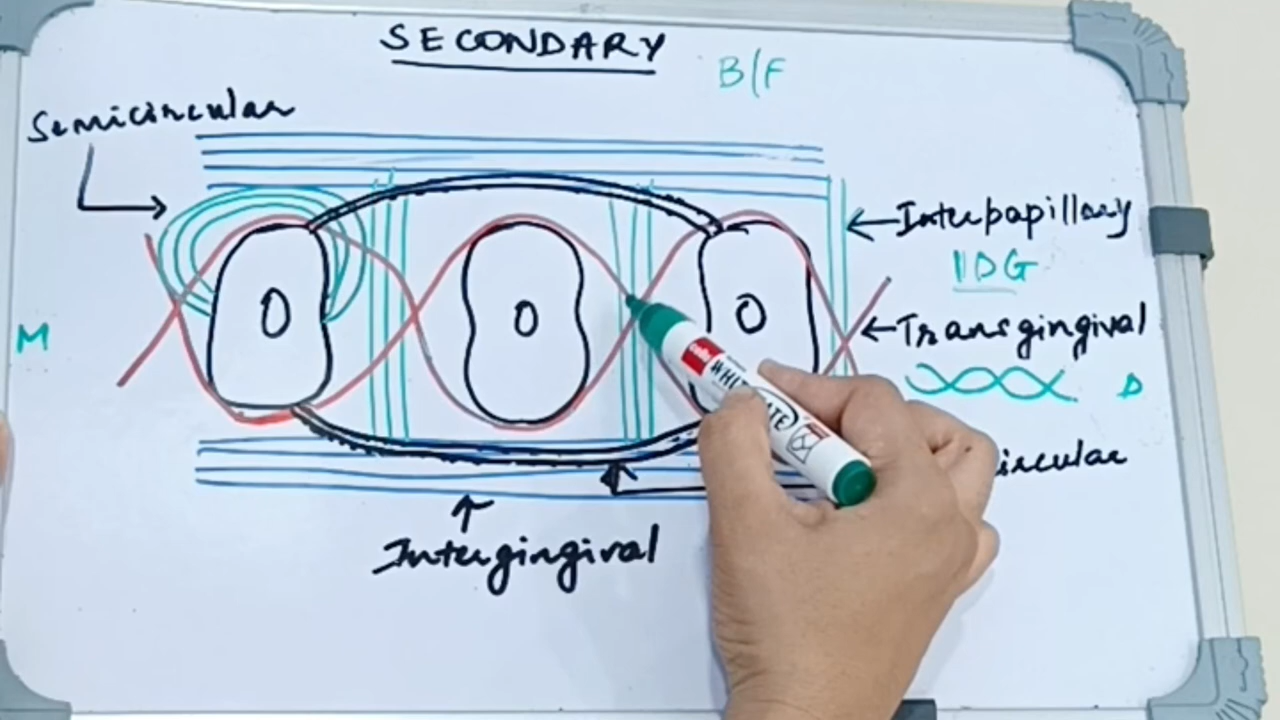 SECONDARY
B/F
Semicircular
Interpapillary
IDG
M
Transgingival
D
Intergingival